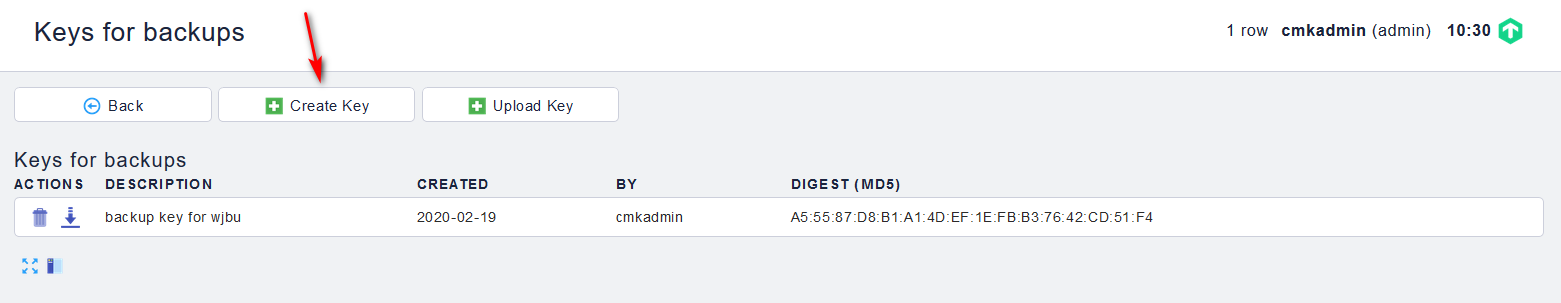 Keys for backups
1 row cmkadmin (admin) 10:30
Back Create Key Upload Key
Keys for backups
ACTIONS DESCRIPTION CREATED BY DIGEST (MD5)
backup key for wjbu 2020-02-19 cmkadmin A5:55:87:D8:B1:A1:4D:EF:1E:FB:B3:76:42:CD:51:F4